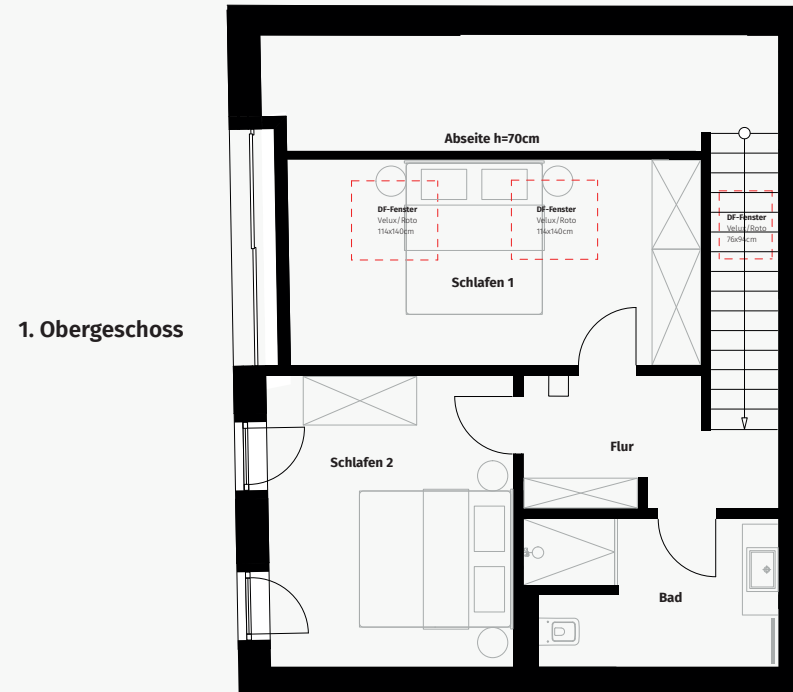 Abseite h=70cm
DF-Fenster
Velux/Roto
114x140cm
DF-Fenster
Velux/Roto
114x140cm
DF-Fenster
Velux/Roto
76x94cm
Schlafen 1
1. Obergeschoss
Schlafen 2
Flur
Bad